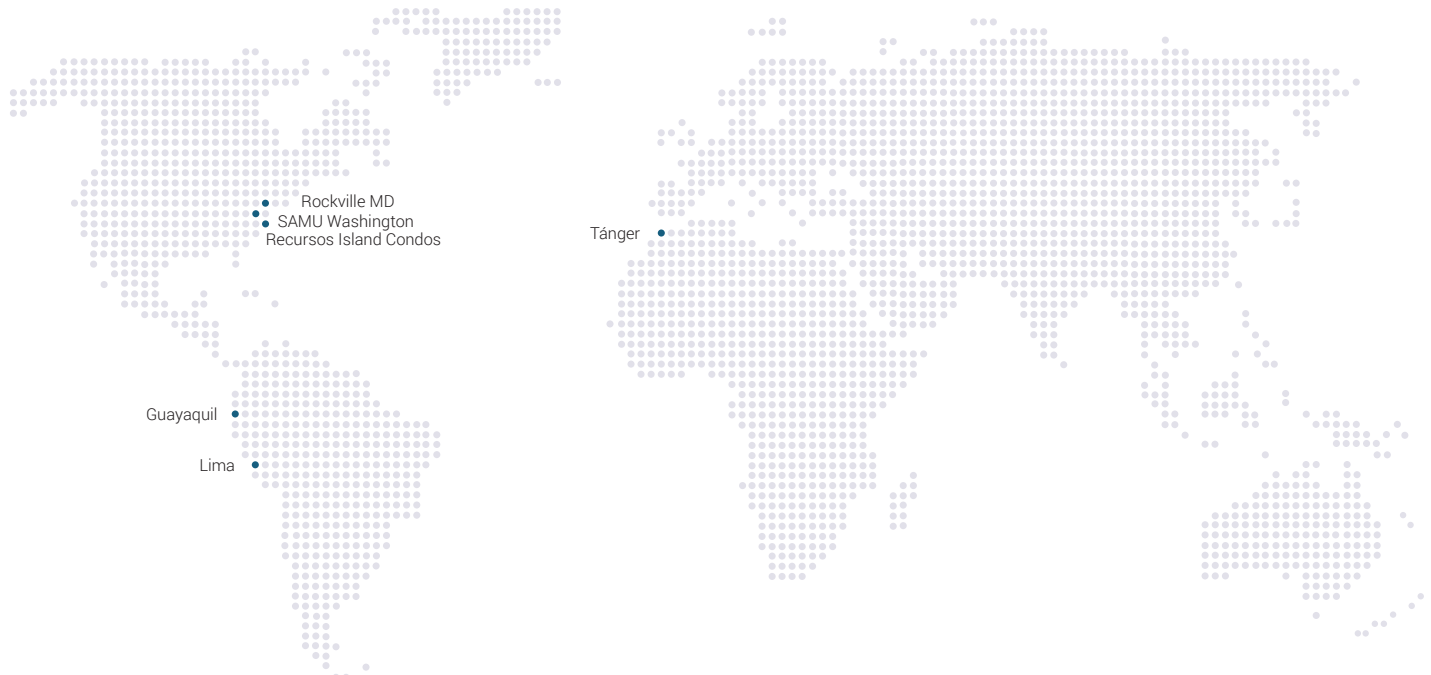 Rockville MD
SAMU Washington
Recursos Island Condos
Tánger
Guayaquil
Lima